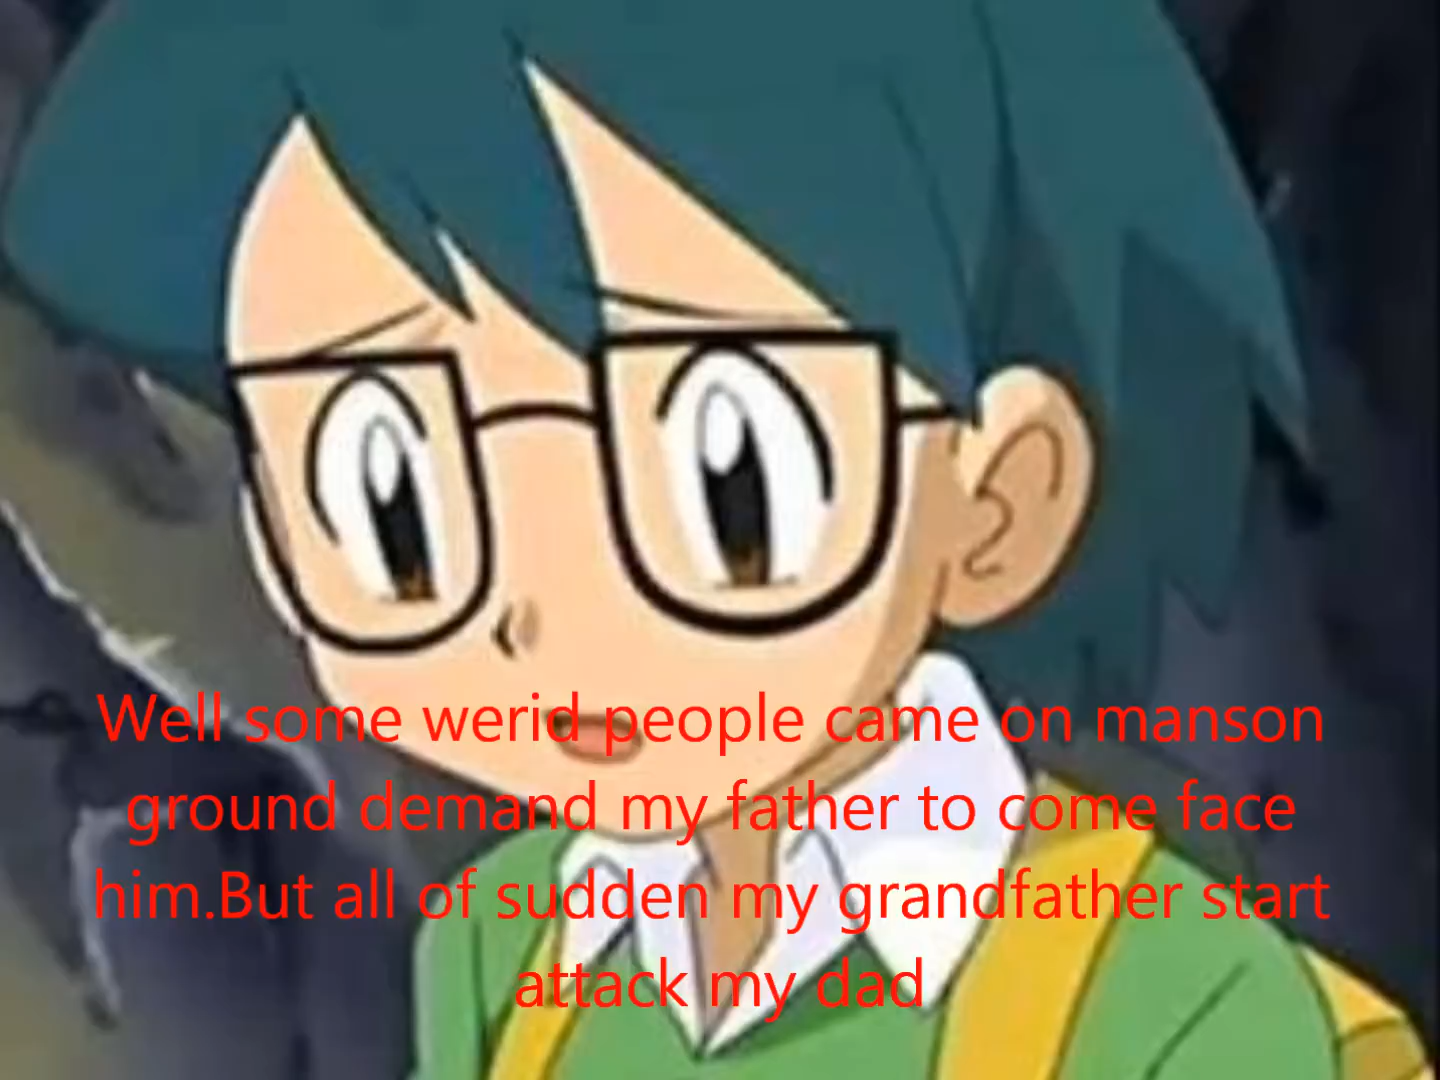 Well some werid people came on manson
ground demand my father to come face
him.But all of sudden my grandfather start
attack my dad